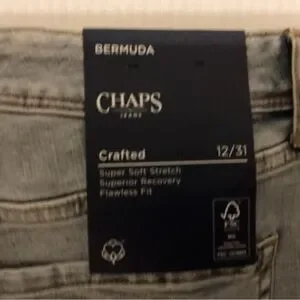 BERMUDA
CHAPS
JEANS
Crafted 12/31
Super Soft Stretch
Superior Recovery
Flawless Fit
FSC